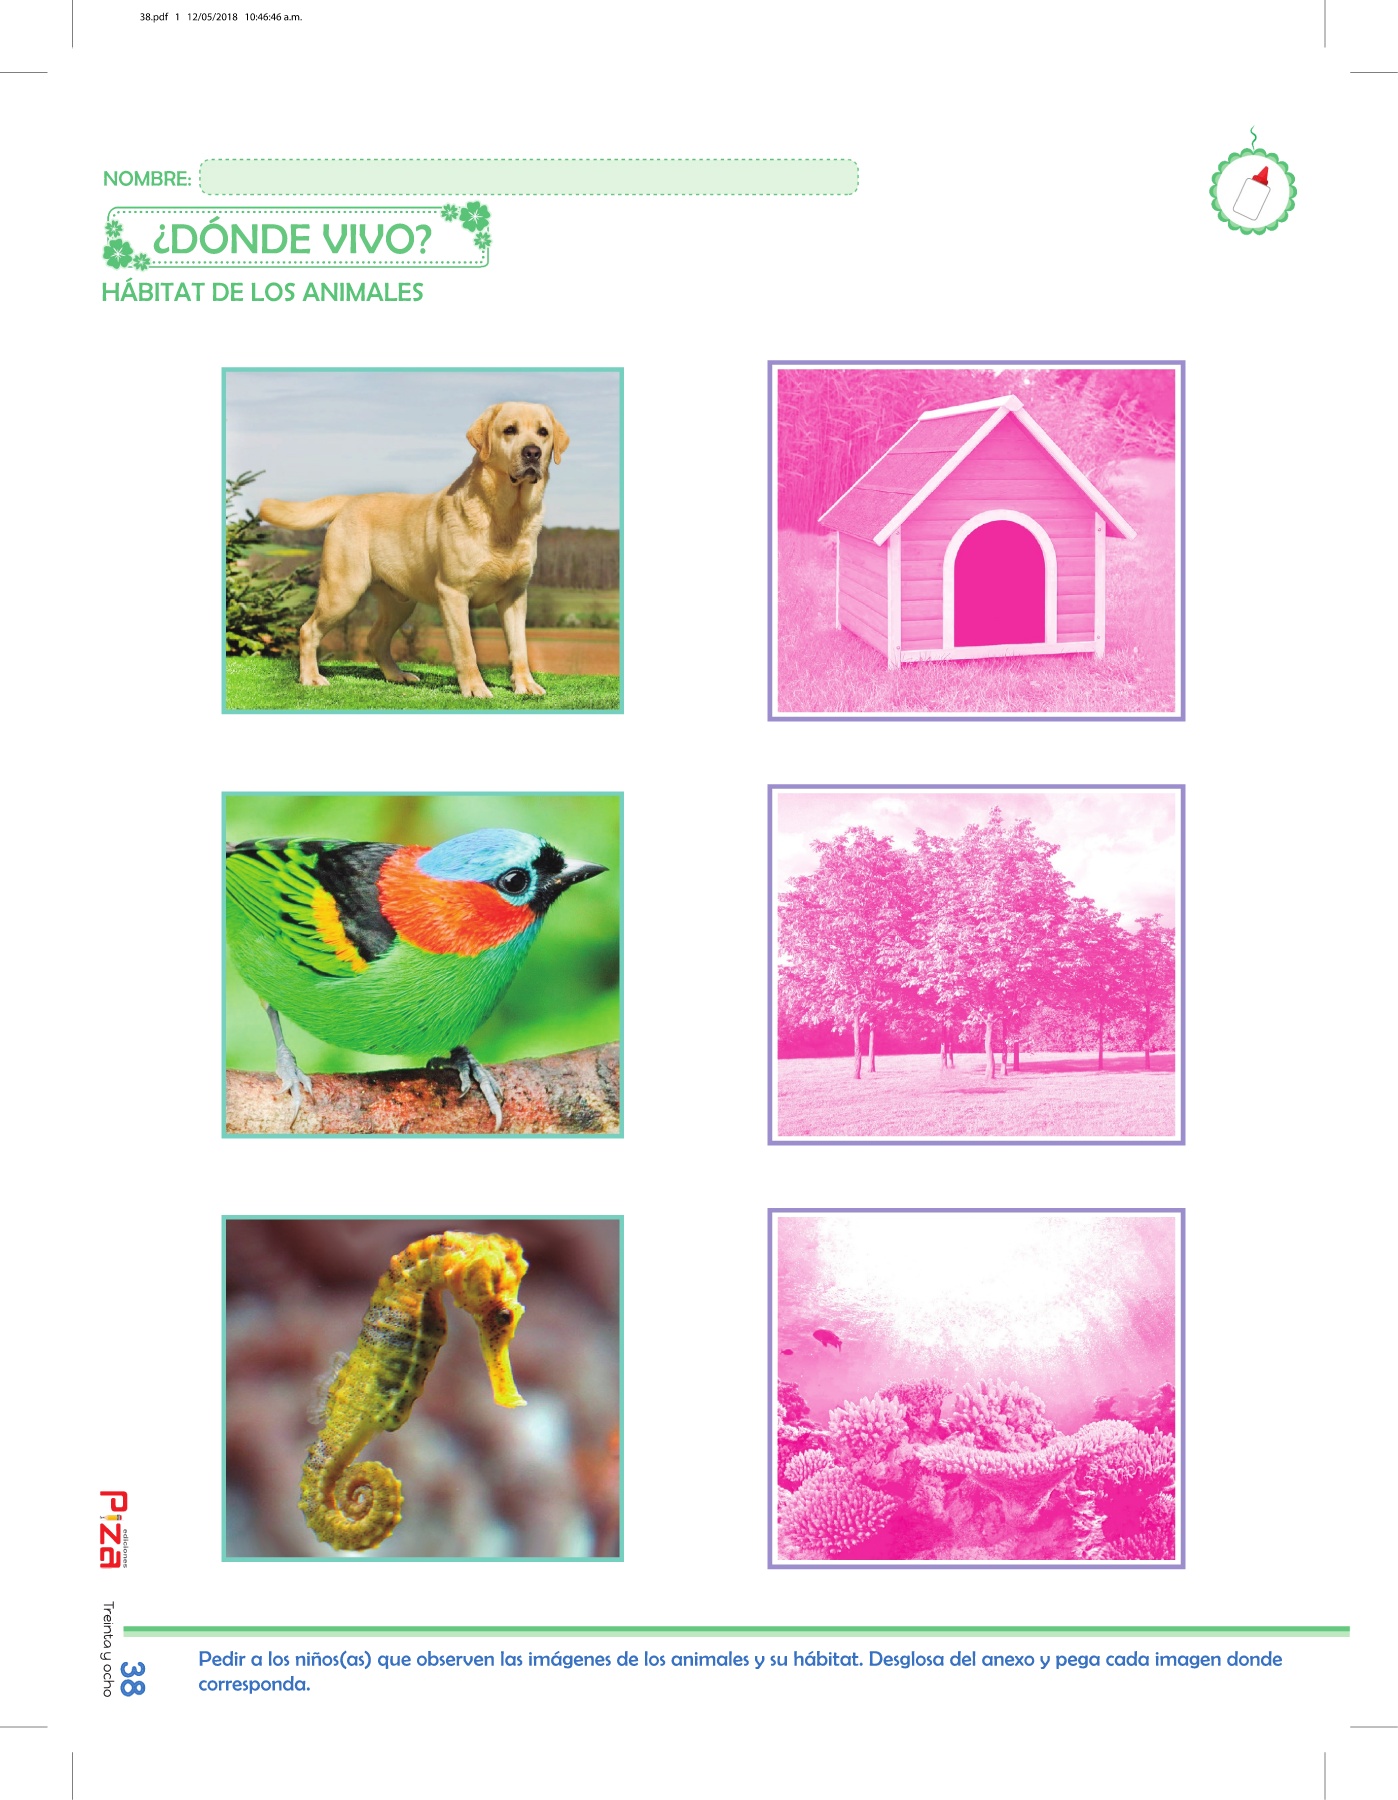 38.pdf 1 12/05/2018 10:46:46 a.m.
NOMBRE:
¿DÓNDE VIVO?
HÁBITAT DE LOS ANIMALES
Piza
ediciones
Treinta y ocho
38
Pedir a los niños(as) que observen las imágenes de los animales y su hábitat. Desglosa del anexo y pega cada imagen donde
corresponda.